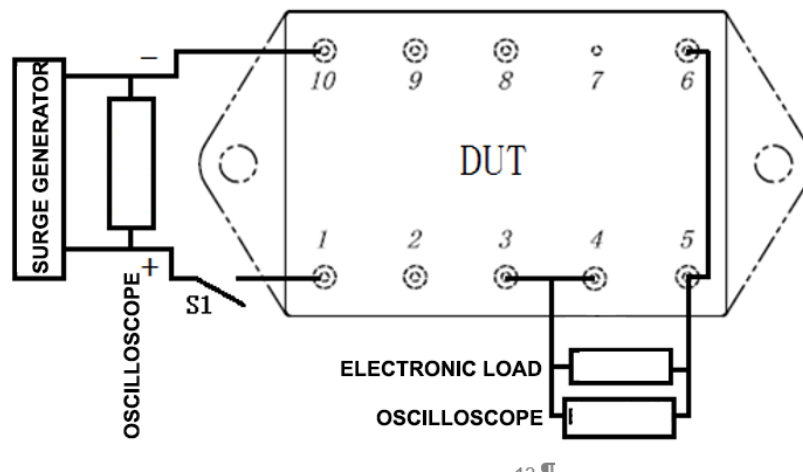 SURGE GENERATOR
OSCILLOSCOPE
−
+
S1
10 9 8 7 6
DUT
1 2 3 4 5
ELECTRONIC LOAD
OSCILLOSCOPE